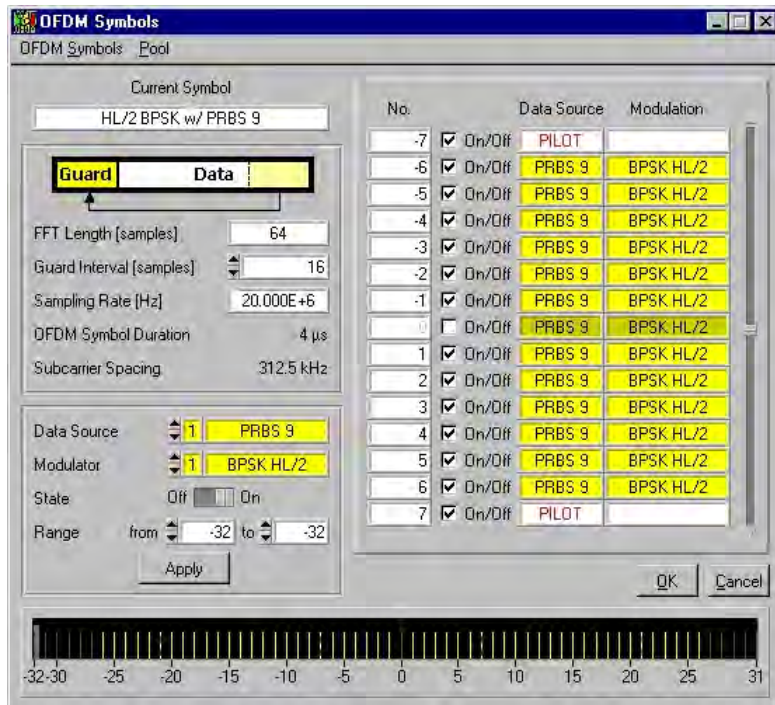 OFDM Symbols
OFDM Symbols Pool
Current Symbol
HL/2 BPSK w/ PRBS 9
Guard Data
FFT Length [samples] 64
Guard Interval [samples] 16
Sampling Rate [Hz] 20.000E+6
OFDM Symbol Duration 4 µs
Subcarrier Spacing 312.5 kHz
Data Source 1 PRBS 9
Modulator 1 BPSK HL/2
State Off On
Range from -32 to -32
Apply
No. Data Source Modulation
-7 On/Off PILOT
-6 On/Off PRBS 9 BPSK HL/2
-5 On/Off PRBS 9 BPSK HL/2
-4 On/Off PRBS 9 BPSK HL/2
-3 On/Off PRBS 9 BPSK HL/2
-2 On/Off PRBS 9 BPSK HL/2
-1 On/Off PRBS 9 BPSK HL/2
0 On/Off PRBS 9 BPSK HL/2
1 On/Off PRBS 9 BPSK HL/2
2 On/Off PRBS 9 BPSK HL/2
3 On/Off PRBS 9 BPSK HL/2
4 On/Off PRBS 9 BPSK HL/2
5 On/Off PRBS 9 BPSK HL/2
6 On/Off PRBS 9 BPSK HL/2
7 On/Off PILOT
OK Cancel
-32 -30 -25 -20 -15 -10 -5 0 5 10 15 20 25 31